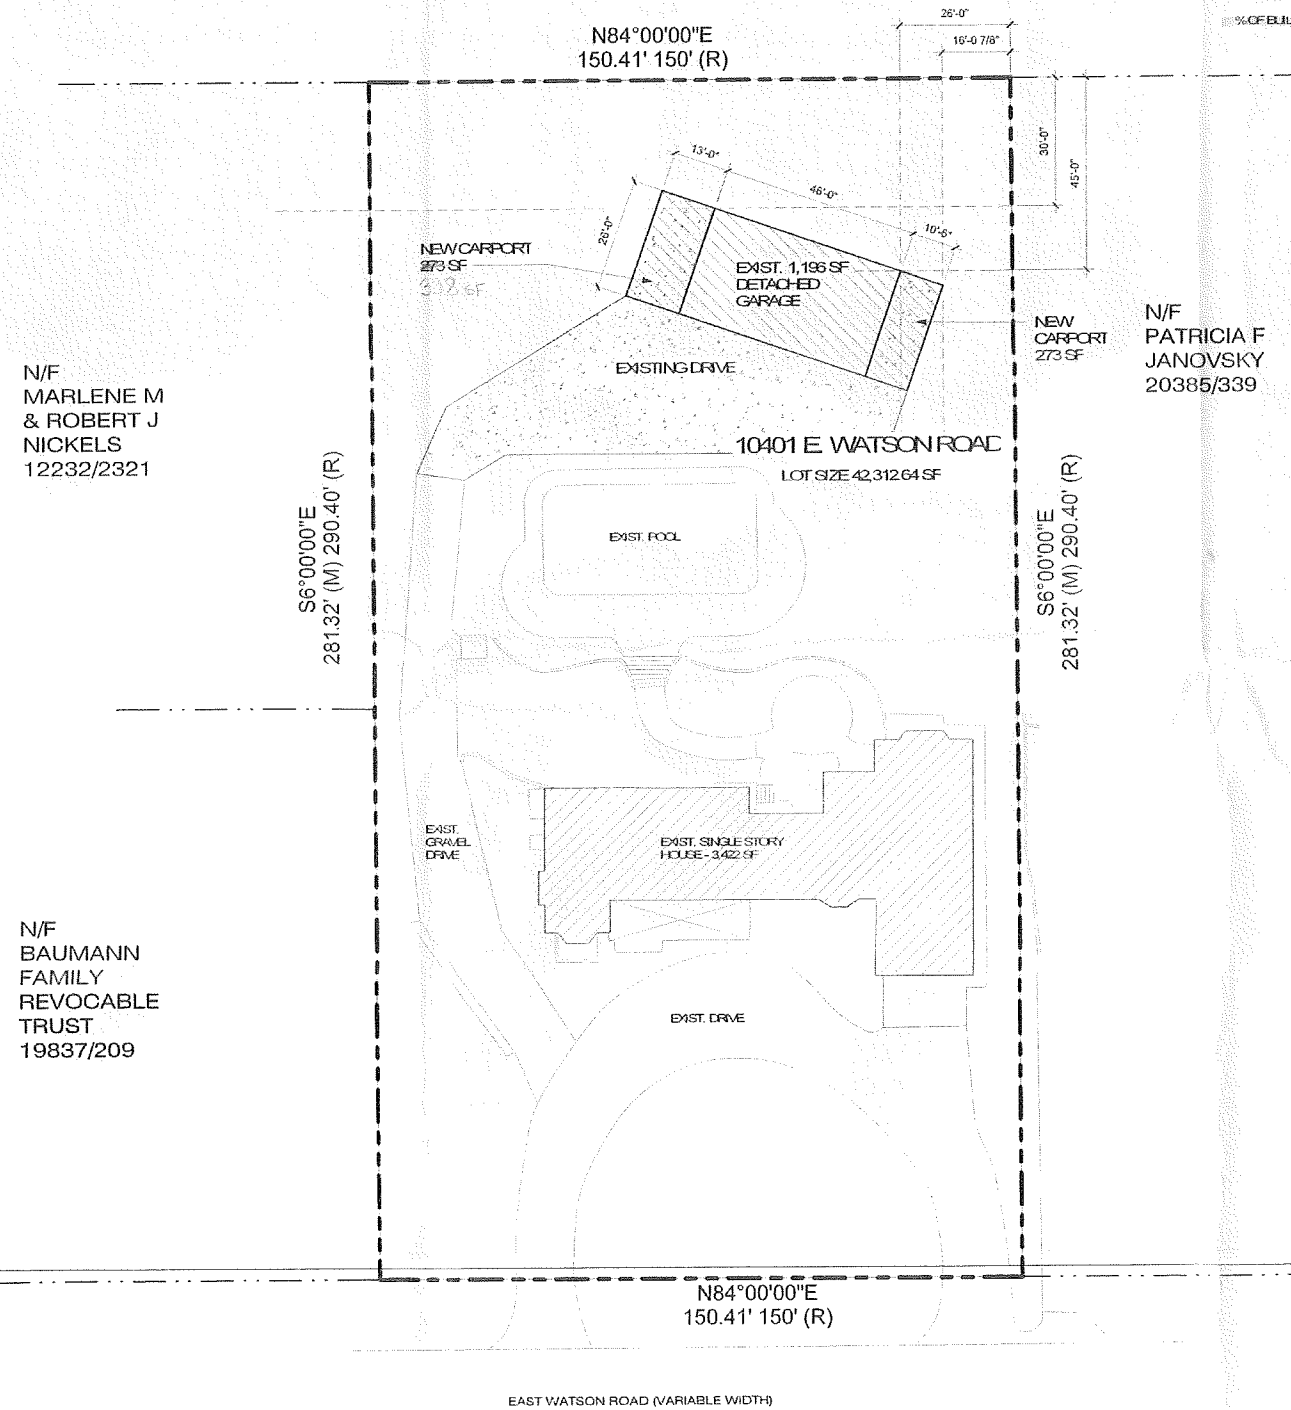 26'-0"
% OF BUIL
N84°00'00"E
150.41' 150' (R)
16'-0 7/8"
30'-0"
45'-0"
13'-0"
46'-0"
26'-0"
10'-6"
NEW CARPORT
273 SF
338 SF
EXIST. 1,196 SF
DETACHED
GARAGE
NEW
CARPORT
273 SF
N/F
PATRICIA F
JANOVSKY
20385/339
N/F
MARLENE M
& ROBERT J
NICKELS
12232/2321
EXISTING DRIVE
10401 E. WATSON ROAD
LOT SIZE 42,312.64 SF
S6°00'00"E
281.32' (M) 290.40' (R)
EXIST. POOL
S6°00'00"E
281.32' (M) 290.40' (R)
EXIST.
GRAVEL
DRIVE
EXIST. SINGLE STORY
HOUSE - 3,422 SF
N/F
BAUMANN
FAMILY
REVOCABLE
TRUST
19837/209
EXIST. DRIVE
N84°00'00"E
150.41' 150' (R)
EAST WATSON ROAD (VARIABLE WIDTH)